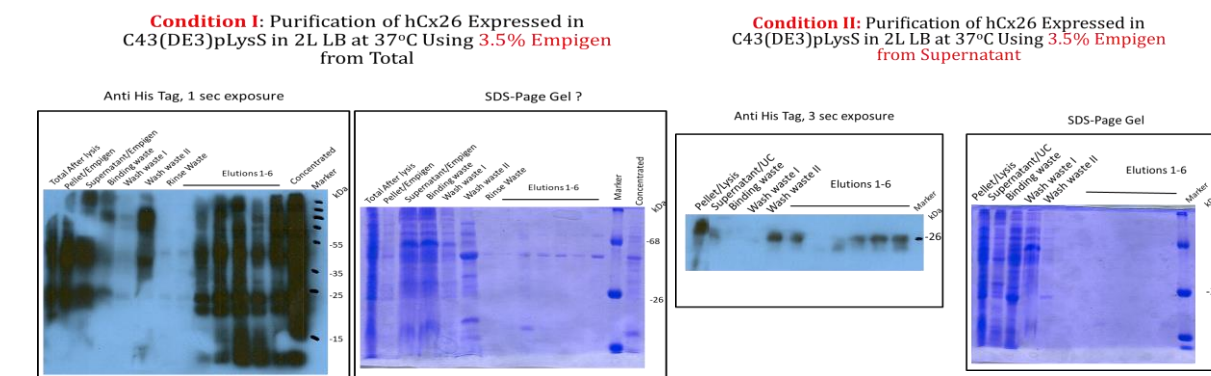 Condition I: Purification of hCx26 Expressed in
C43(DE3)pLysS in 2L LB at 37°C Using 3.5% Empigen
from Total
Anti His Tag, 1 sec exposure
Total After lysis
Pellet/Empigen
Supernatant/Empigen
Binding waste
Wash waste I
Wash waste II
Rinse Waste
Elutions 1-6
Concentrated
Marker
kDa
-55
-35
-25
-15
SDS-Page Gel ?
Total After lysis
Pellet/Empigen
Supernatant/Empigen
Binding waste
Wash waste I
Wash waste II
Rinse Waste
Elutions 1-6
Marker
Concentrated
kDa
-68
-26
Condition II: Purification of hCx26 Expressed in
C43(DE3)pLysS in 2L LB at 37°C Using 3.5% Empigen
from Supernatant
Anti His Tag, 3 sec exposure
Pellet/Lysis
Supernatant/UC
Binding waste
Wash waste I
Wash waste II
Elutions 1-6
Marker
kDa
-26
SDS-Page Gel
Pellet/Lysis
Supernatant/UC
Binding waste
Wash waste I
Wash waste II
Elutions 1-6
Marker
kDa